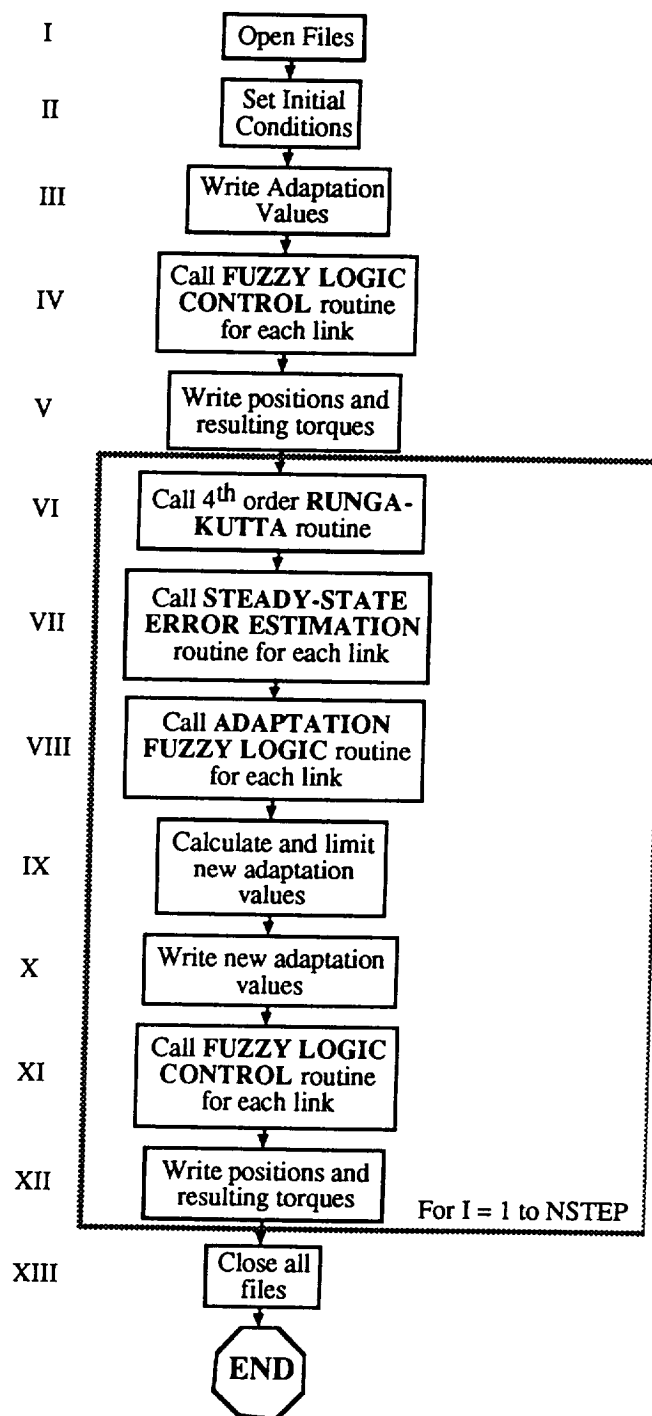 I
Open Files
II
Set Initial
Conditions
III
Write Adaptation
Values
IV
Call FUZZY LOGIC
CONTROL routine
for each link
V
Write positions and
resulting torques
VI
Call 4th order RUNGA-
KUTTA routine
VII
Call STEADY-STATE
ERROR ESTIMATION
routine for each link
VIII
Call ADAPTATION
FUZZY LOGIC routine
for each link
IX
Calculate and limit
new adaptation
values
X
Write new adaptation
values
XI
Call FUZZY LOGIC
CONTROL routine
for each link
XII
Write positions and
resulting torques
For I = 1 to NSTEP
XIII
Close all
files
END